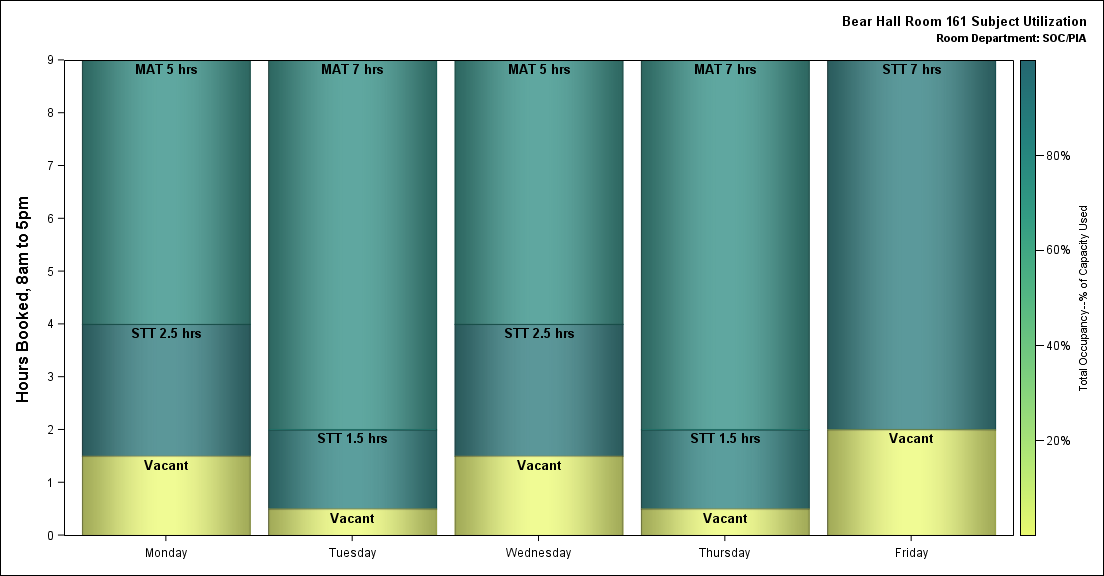 Bear Hall Room 161 Subject Utilization
Room Department: SOC/PIA
Hours Booked, 8am to 5pm
9
8
7
6
5
4
3
2
1
0
MAT 5 hrs
STT 2.5 hrs
Vacant
MAT 7 hrs
STT 1.5 hrs
Vacant
MAT 5 hrs
STT 2.5 hrs
Vacant
MAT 7 hrs
STT 1.5 hrs
Vacant
STT 7 hrs
Vacant
Monday
Tuesday
Wednesday
Thursday
Friday
80%
60%
40%
20%
Total Occupancy--% of Capacity Used